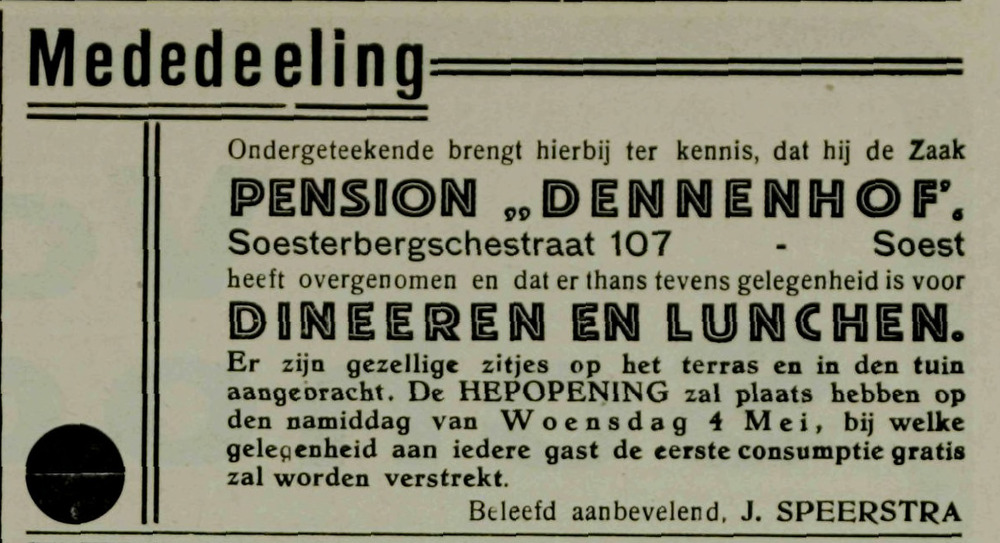 Mededeeling
Ondergeteekende brengt hierbij ter kennis, dat hij de Zaak
PENSION „DENNENHOF".
Soesterbergschestraat 107 - Soest
heeft overgenomen en dat er thans tevens gelegenheid is voor
DINEEREN EN LUNCHEN.
Er zijn gezellige zitjes op het terras en in den tuin
aangebracht. De HEPOPENING zal plaats hebben op
den namiddag van Woensdag 4 Mei, bij welke
gelegenheid aan iedere gast de eerste consumptie gratis
zal worden verstrekt.
Beleefd aanbevelend, J. SPEERSTRA